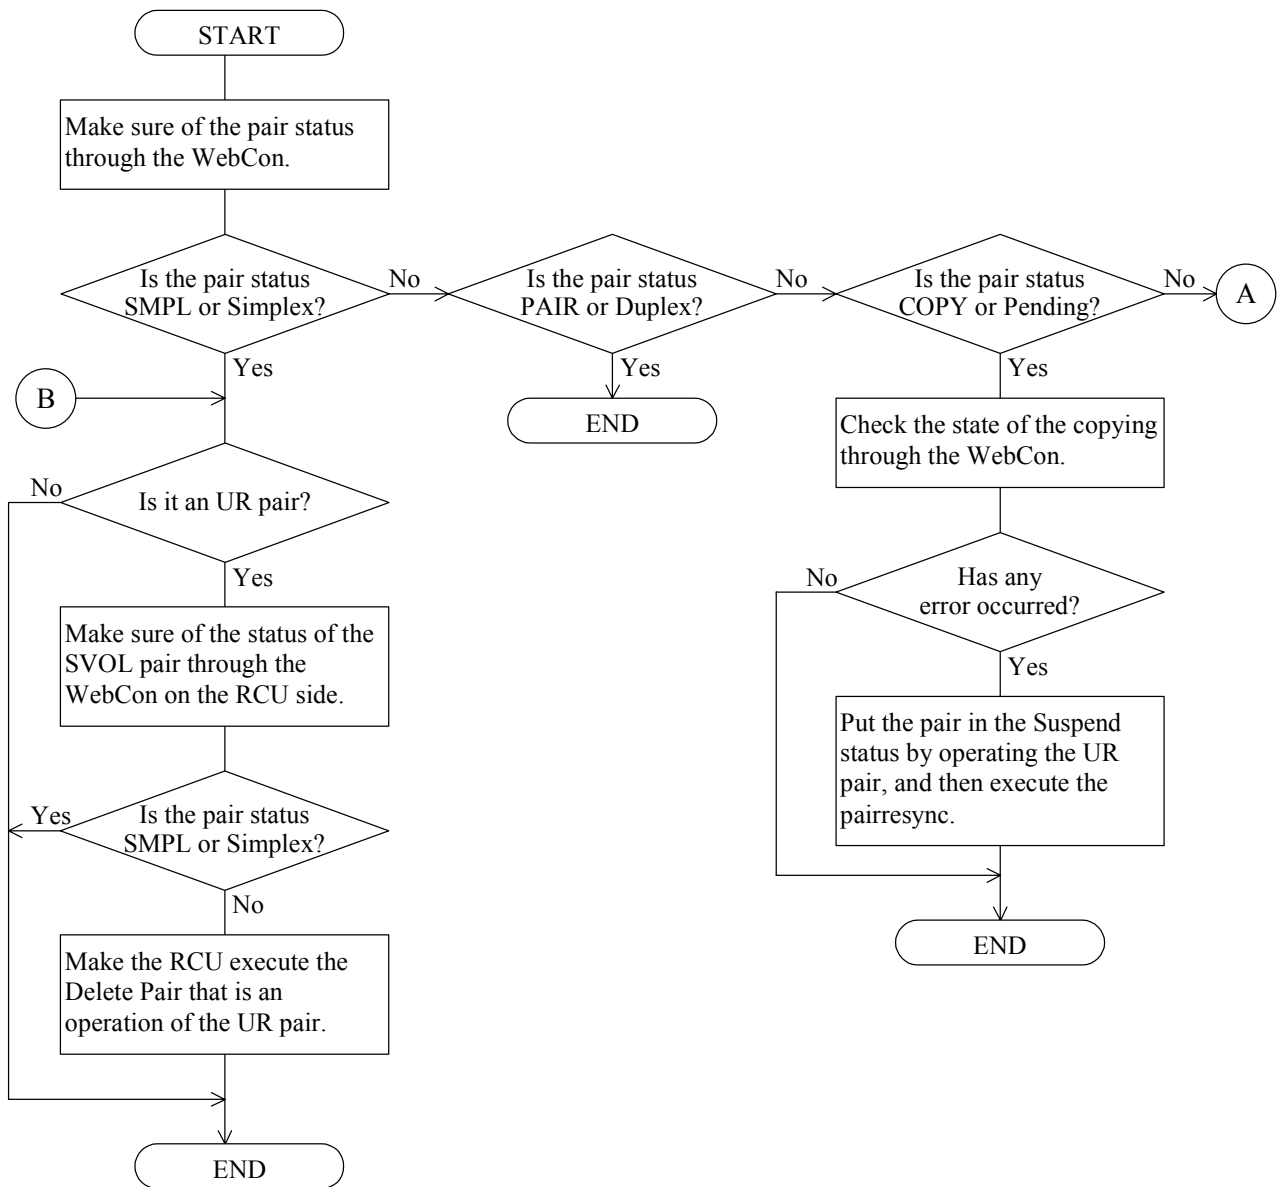 START
Make sure of the pair status
through the WebCon.
Is the pair status
SMPL or Simplex?
No
Is the pair status
PAIR or Duplex?
No
Is the pair status
COPY or Pending?
No
A
Yes
Yes
Yes
B
END
Check the state of the copying
through the WebCon.
No
Is it an UR pair?
Yes
No
Has any
error occurred?
Yes
Make sure of the status of the
SVOL pair through the
WebCon on the RCU side.
Put the pair in the Suspend
status by operating the UR
pair, and then execute the
pairresync.
Yes
Is the pair status
SMPL or Simplex?
No
END
Make the RCU execute the
Delete Pair that is an
operation of the UR pair.
END